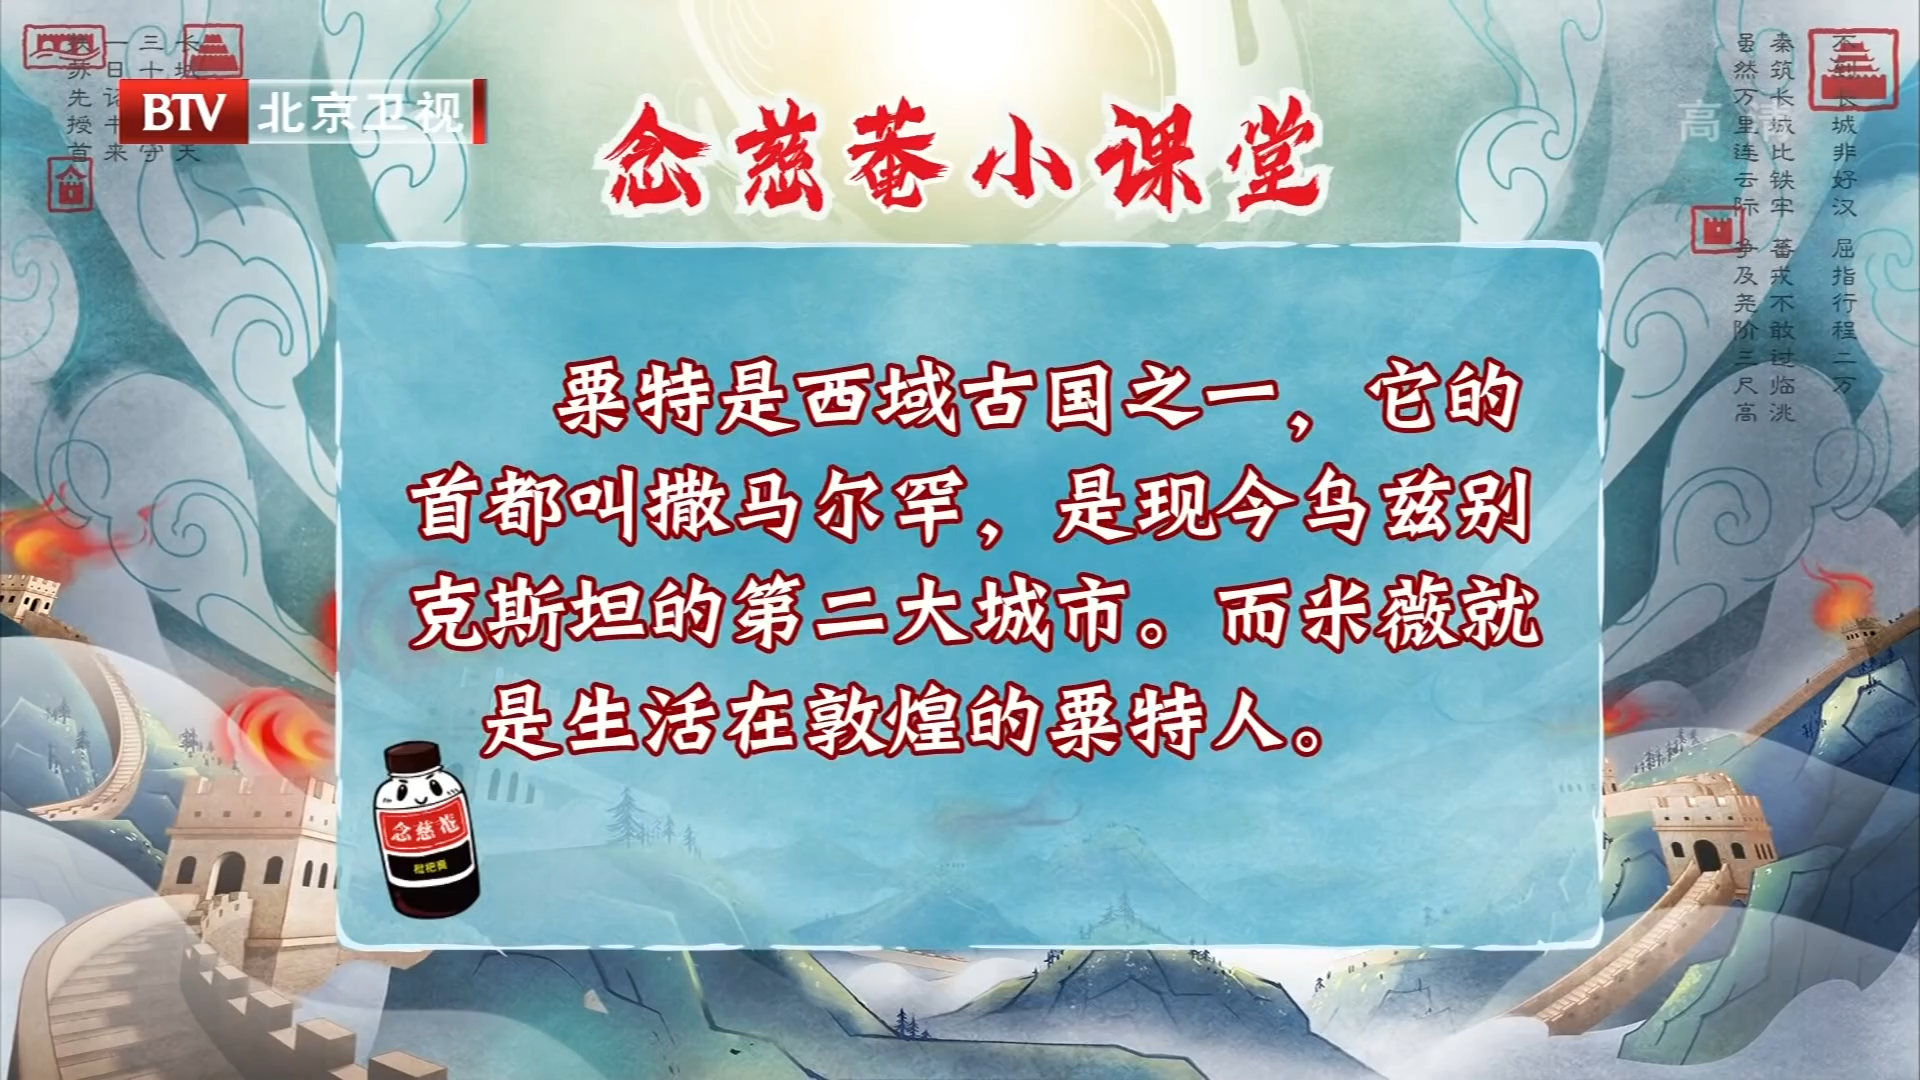 BTV 北京卫视
高清
念慈菴小课堂
粟特是西域古国之一，它的
首都叫撒马尔罕，是现今乌兹别
克斯坦的第二大城市。而米薇就
是生活在敦煌的粟特人。
念慈菴
枇杷膏
长城非好汉 屈指行程二万
秦筑长城比铁牢 蕃戎不敢过临洮
虽然万里连云际 争及尧阶三尺高